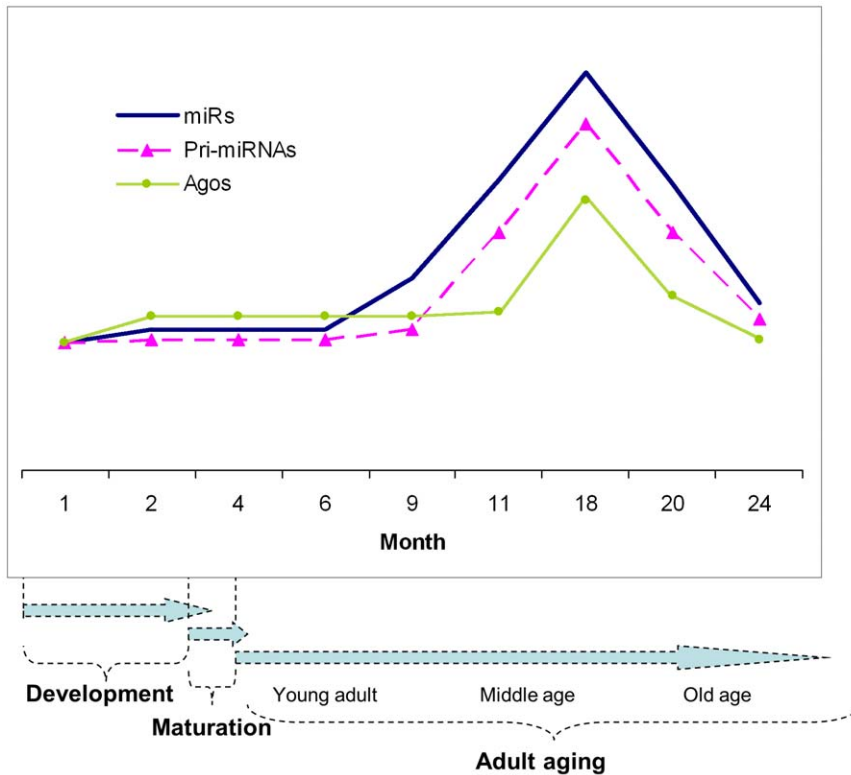 miRs
Pri-miRNAs
Agos
1 2 4 6 9 11 18 20 24
Month
Young adult Middle age Old age
Development
Maturation
Adult aging